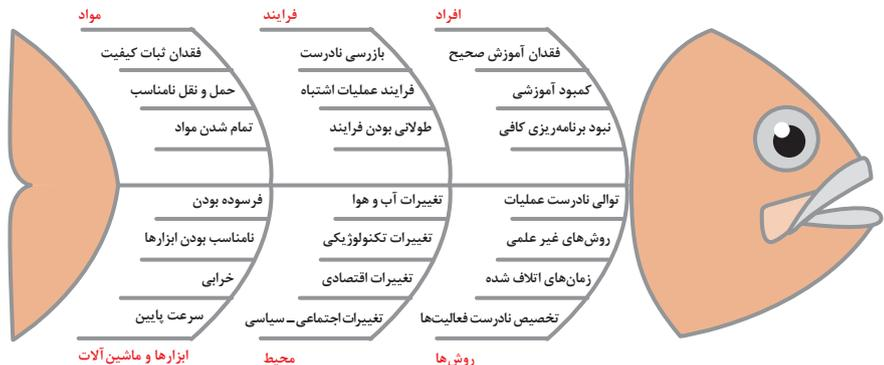 افراد
فقدان آموزش صحیح
کمبود آموزشی
نبود برنامه‌ریزی کافی
فرایند
بازرسی نادرست
فرایند عملیات اشتباه
طولانی بودن فرایند
مواد
فقدان ثبات کیفیت
حمل و نقل نامناسب
تمام شدن مواد
توالی نادرست عملیات
روش‌های غیر علمی
زمان‌های اتلاف شده
تخصیص نادرست فعالیت‌ها
روش‌ها
تغییرات آب و هوا
تغییرات تکنولوژیکی
تغییرات اقتصادی
تغییرات اجتماعی ـ سیاسی
محیط
فرسوده بودن
نامناسب بودن ابزارها
خرابی
سرعت پایین
ابزارها و ماشین‌آلات